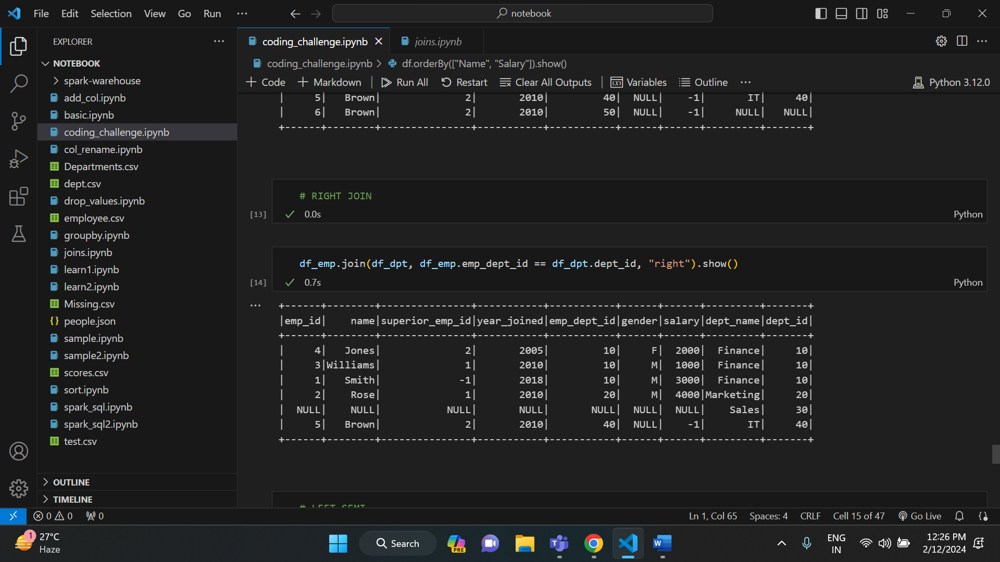 File Edit Selection View Go Run ···
notebook
EXPLORER ···
coding_challenge.ipynb
joins.ipynb
NOTEBOOK
coding_challenge.ipynb > df.orderBy(["Name", "Salary"]).show()
+ Code + Markdown | Run All Restart Clear All Outputs | Variables Outline ··· Python 3.12.0
spark-warehouse
add_col.ipynb
basic.ipynb
coding_challenge.ipynb
col_rename.ipynb
Departments.csv
dept.csv
drop_values.ipynb
employee.csv
groupby.ipynb
joins.ipynb
learn1.ipynb
learn2.ipynb
Missing.csv
{} people.json
sample.ipynb
sample2.ipynb
scores.csv
sort.ipynb
spark_sql.ipynb
spark_sql2.ipynb
test.csv
OUTLINE
TIMELINE
|     5|   Brown|              2|       2010|         40|  NULL|    -1|       IT|     40|
|     6|   Brown|              2|       2010|         50|  NULL|    -1|     NULL|   NULL|
+------+--------+---------------+-----------+-----------+------+------+---------+-------+
# RIGHT JOIN
[13] ✓ 0.0s Python
df_emp.join(df_dpt, df_emp.emp_dept_id == df_dpt.dept_id, "right").show()
[14] ✓ 0.7s Python
··· +------+--------+---------------+-----------+-----------+------+------+---------+-------+
|emp_id|    name|superior_emp_id|year_joined|emp_dept_id|gender|salary|dept_name|dept_id|
+------+--------+---------------+-----------+-----------+------+------+---------+-------+
|     4|   Jones|              2|       2005|         10|     F|  2000|  Finance|     10|
|     3|Williams|              1|       2010|         10|     M|  1000|  Finance|     10|
|     1|   Smith|             -1|       2018|         10|     M|  3000|  Finance|     10|
|     2|    Rose|              1|       2010|         20|     M|  4000|Marketing|     20|
|  NULL|    NULL|           NULL|       NULL|       NULL|  NULL|  NULL|    Sales|     30|
|     5|   Brown|              2|       2010|         40|  NULL|    -1|       IT|     40|
+------+--------+---------------+-----------+-----------+------+------+---------+-------+
# LEFT SEMI
0 0 0
Ln 1, Col 65 Spaces: 4 CRLF Cell 15 of 47 Go Live
1 27°C
Haze
Search
PRE
ENG
IN
12:26 PM
2/12/2024